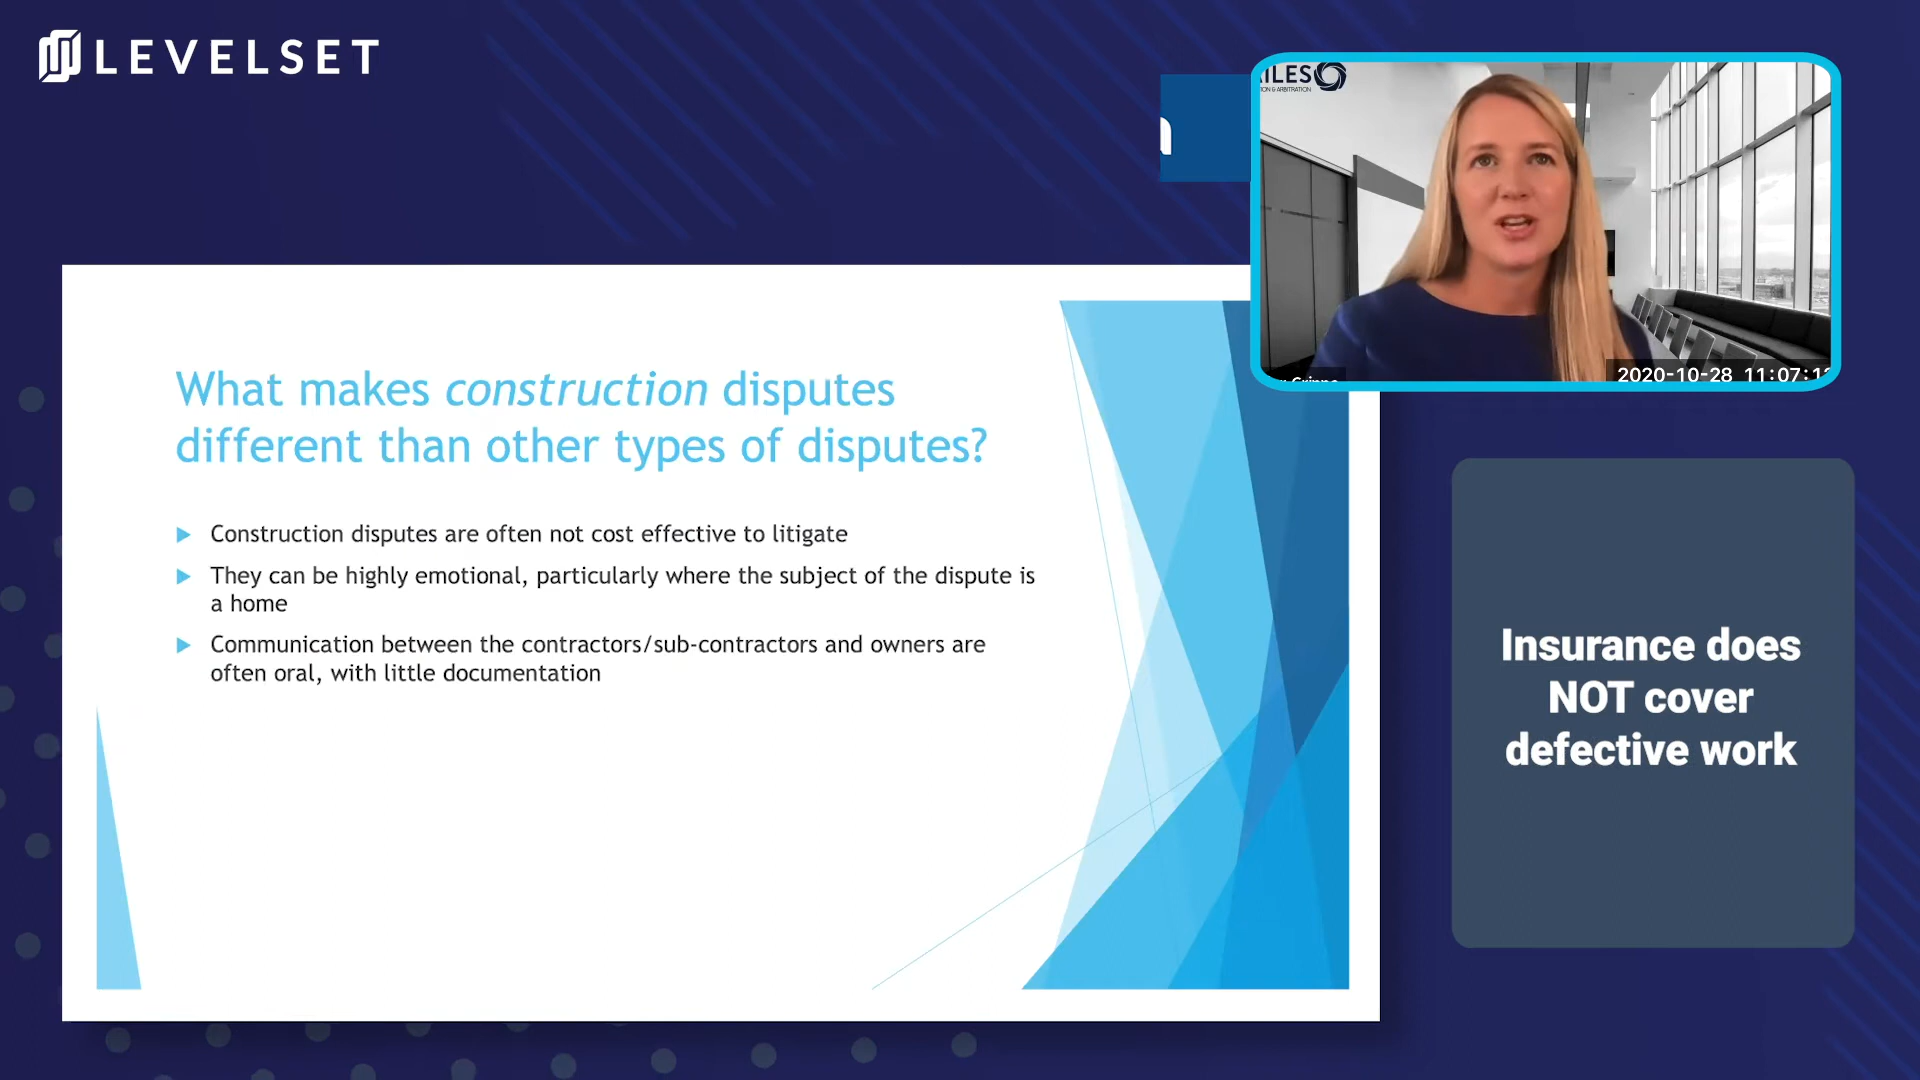 LEVELSET
What makes construction disputes
different than other types of disputes?
Construction disputes are often not cost effective to litigate
They can be highly emotional, particularly where the subject of the dispute is
a home
Communication between the contractors/sub-contractors and owners are
often oral, with little documentation
2020-10-28 11:07:1
Insurance does
NOT cover
defective work